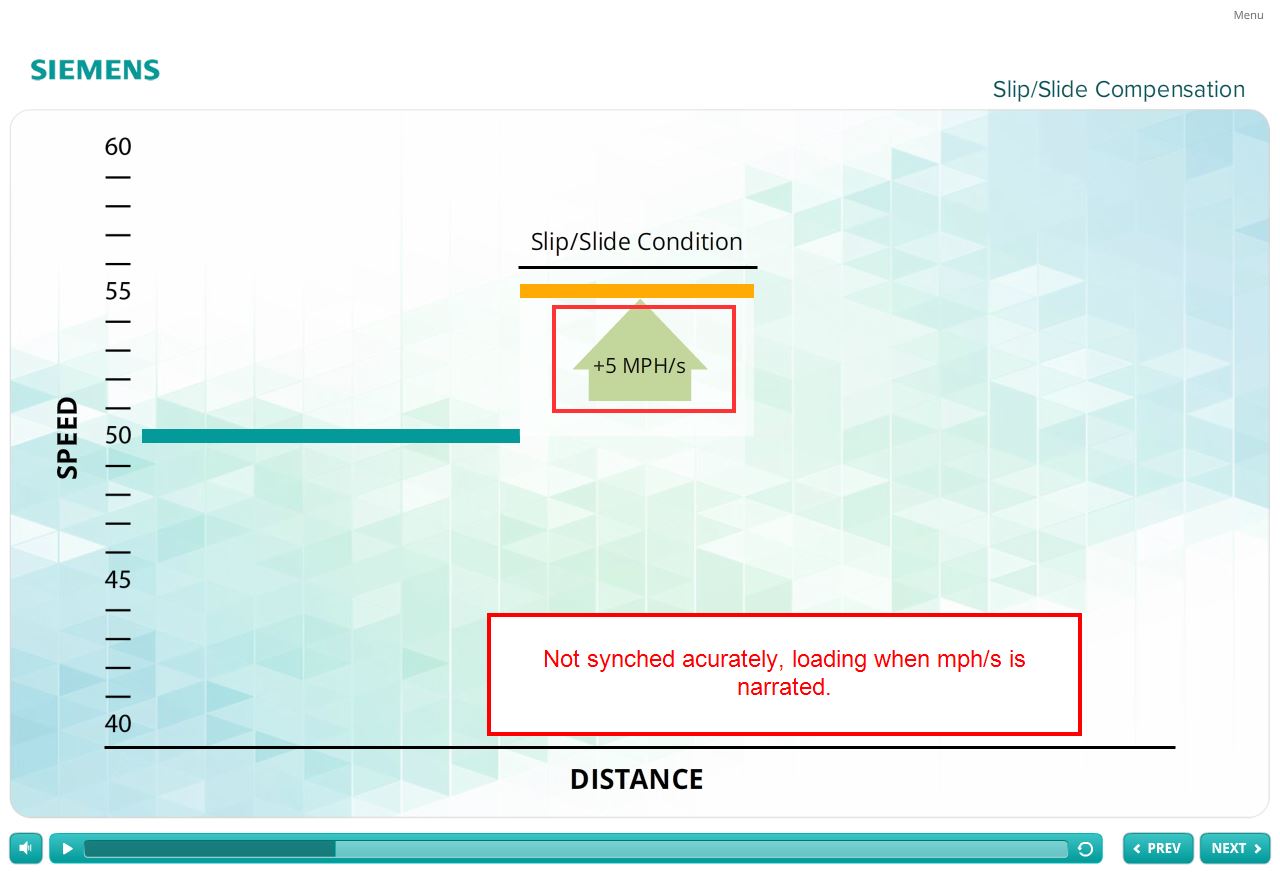 Menu
SIEMENS
Slip/Slide Compensation
60
Slip/Slide Condition
55
+5 MPH/s
SPEED
50
45
Not synched acurately, loading when mph/s is
narrated.
40
DISTANCE
PREV
NEXT